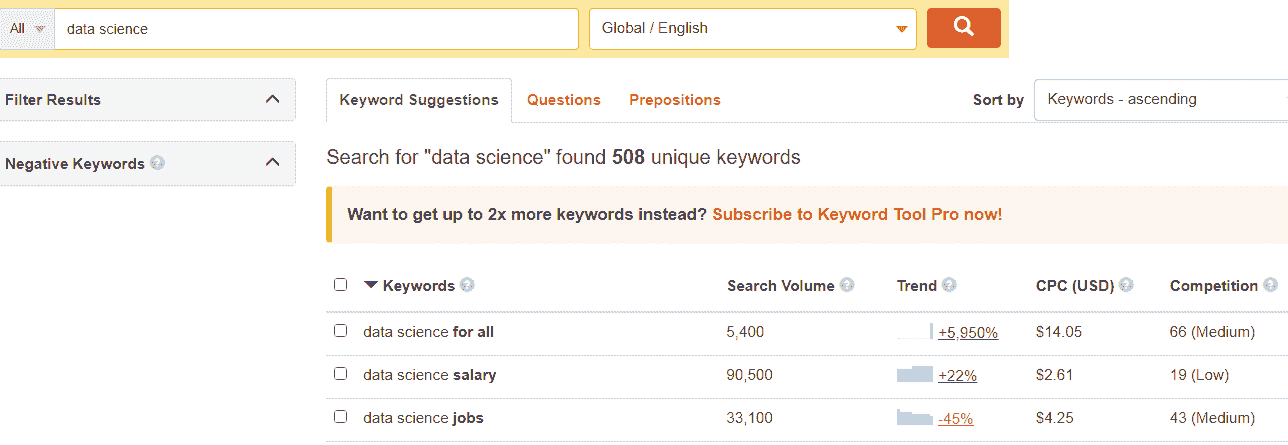 All data science Global / English
Filter Results
Keyword Suggestions Questions Prepositions Sort by Keywords - ascending
Negative Keywords
Search for "data science" found 508 unique keywords
Want to get up to 2x more keywords instead? Subscribe to Keyword Tool Pro now!
Keywords Search Volume Trend CPC (USD) Competition
data science for all 5,400 +5,950% $14.05 66 (Medium)
data science salary 90,500 +22% $2.61 19 (Low)
data science jobs 33,100 -45% $4.25 43 (Medium)